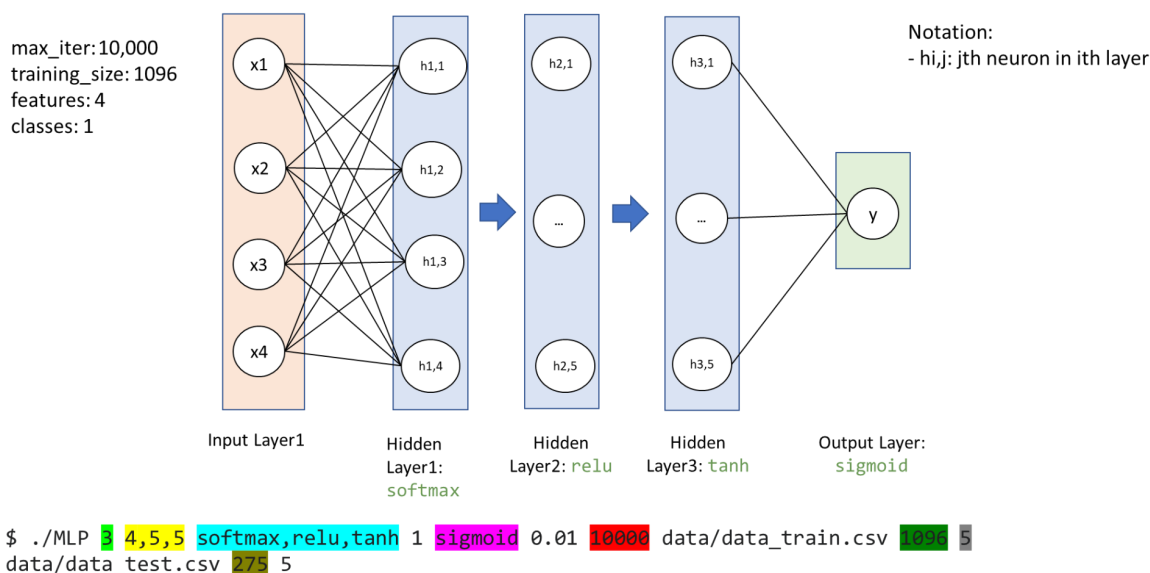 max_iter: 10,000
training_size: 1096
features: 4
classes: 1
Notation:
- hi,j: jth neuron in ith layer
x1
x2
x3
x4
h1,1
h1,2
h1,3
h1,4
h2,1
...
h2,5
h3,1
...
h3,5
y
Input Layer1
Hidden
Layer1:
softmax
Hidden
Layer2: relu
Hidden
Layer3: tanh
Output Layer:
sigmoid
$ ./MLP 3 4,5,5 softmax,relu,tanh 1 sigmoid 0.01 10000 data/data_train.csv 1096 5
data/data_test.csv 275 5